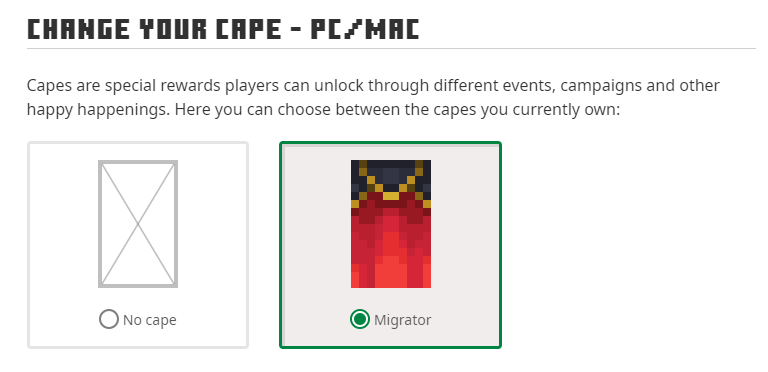 CHANGE YOUR CAPE - PC/MAC
Capes are special rewards players can unlock through different events, campaigns and other
happy happenings. Here you can choose between the capes you currently own:
No cape
Migrator